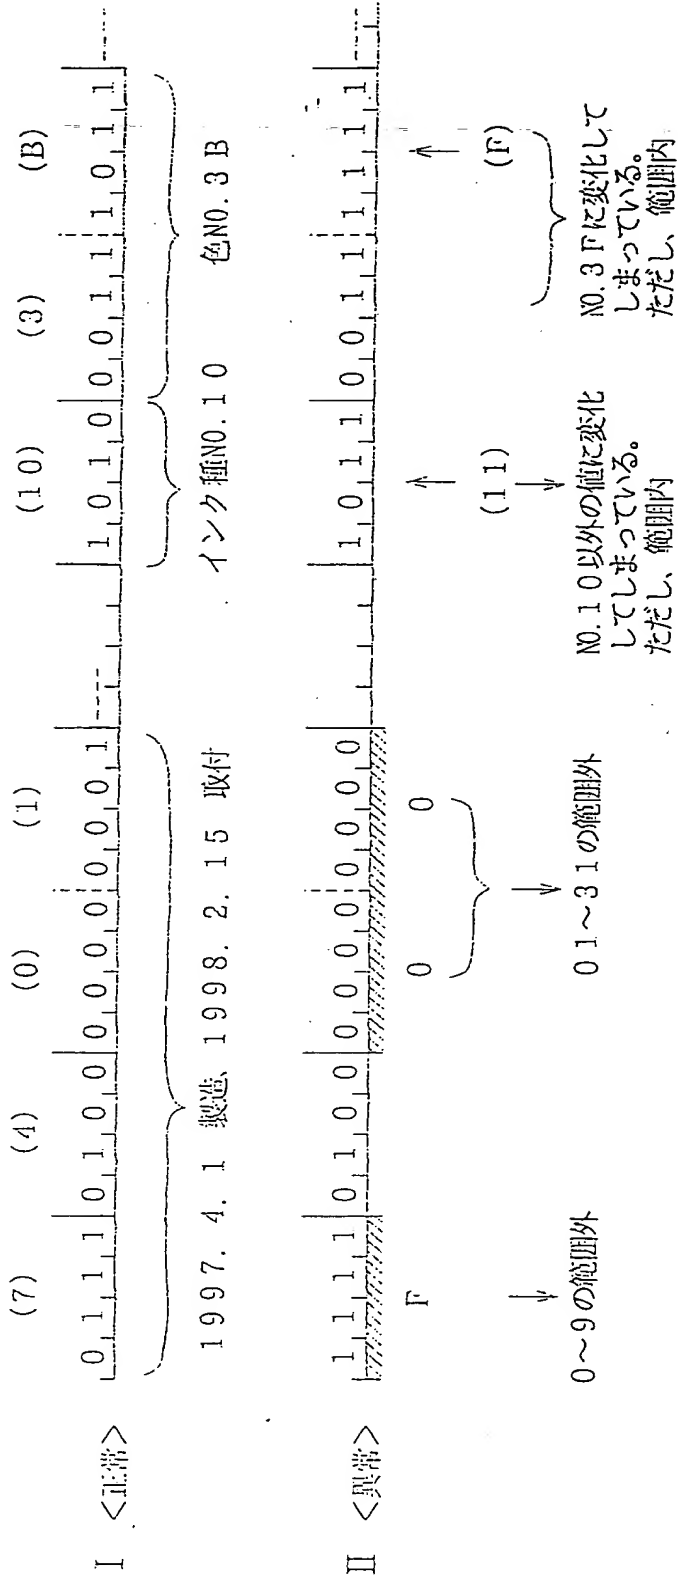 I <正常>
(7) (4) (0) (1) (10) (3) (B)
0 1 1 1 0 1 0 0 0 0 0 0 0 0 0 1 ---- 1 0 1 0 0 0 1 1 1 0 1 1 ----
1997. 4. 1 製造、1998. 2. 15 取付
インク種NO.10
色NO.3B
II <異常>
1 1 1 1 0 1 0 0 0 0 0 0 0 0 0 0 1 0 1 1 0 0 1 1 1 1 1 1 ----
F
0 0
(11)
(F)
0～9の範囲外
01～31の範囲外
NO.10以外の値に変化
してしまっている。
ただし、範囲内
NO.3Fに変化して
しまっている。
ただし、範囲内